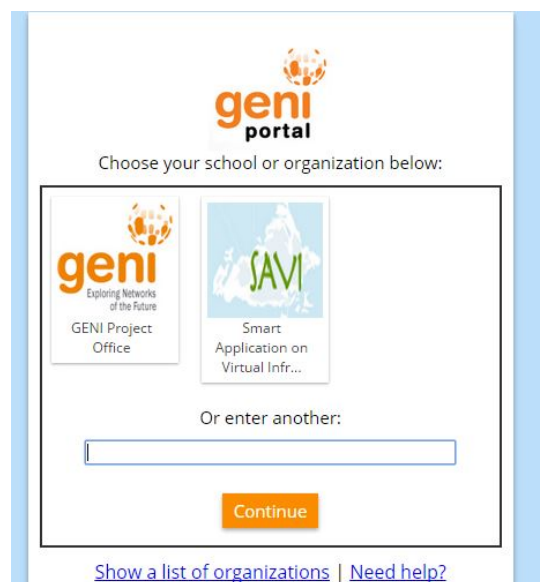 geni
portal
Choose your school or organization below:
geni
Exploring Networks
of the Future
GENI Project
Office
SAVI
Smart
Application on
Virtual Infr...
Or enter another:
Continue
Show a list of organizations | Need help?